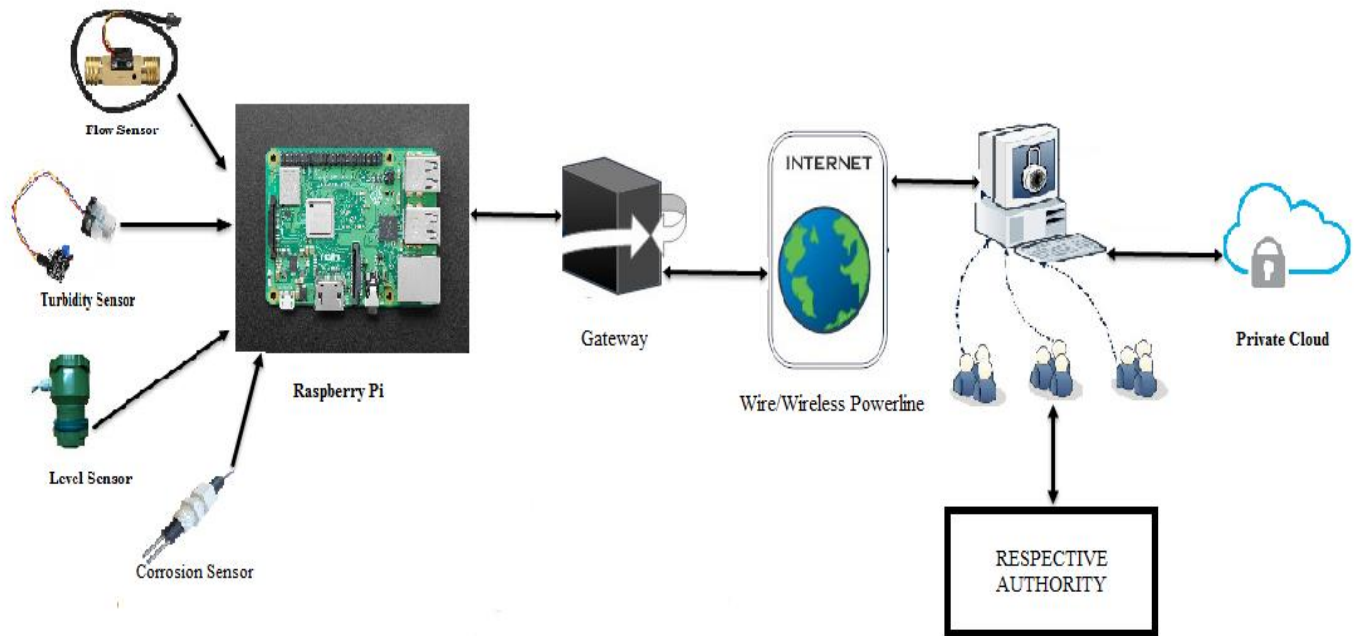 Flow Sensor
Turbidity Sensor
Level Sensor
Corrosion Sensor
Raspberry Pi
Gateway
INTERNET
Wire/Wireless Powerline
Private Cloud
RESPECTIVE
AUTHORITY